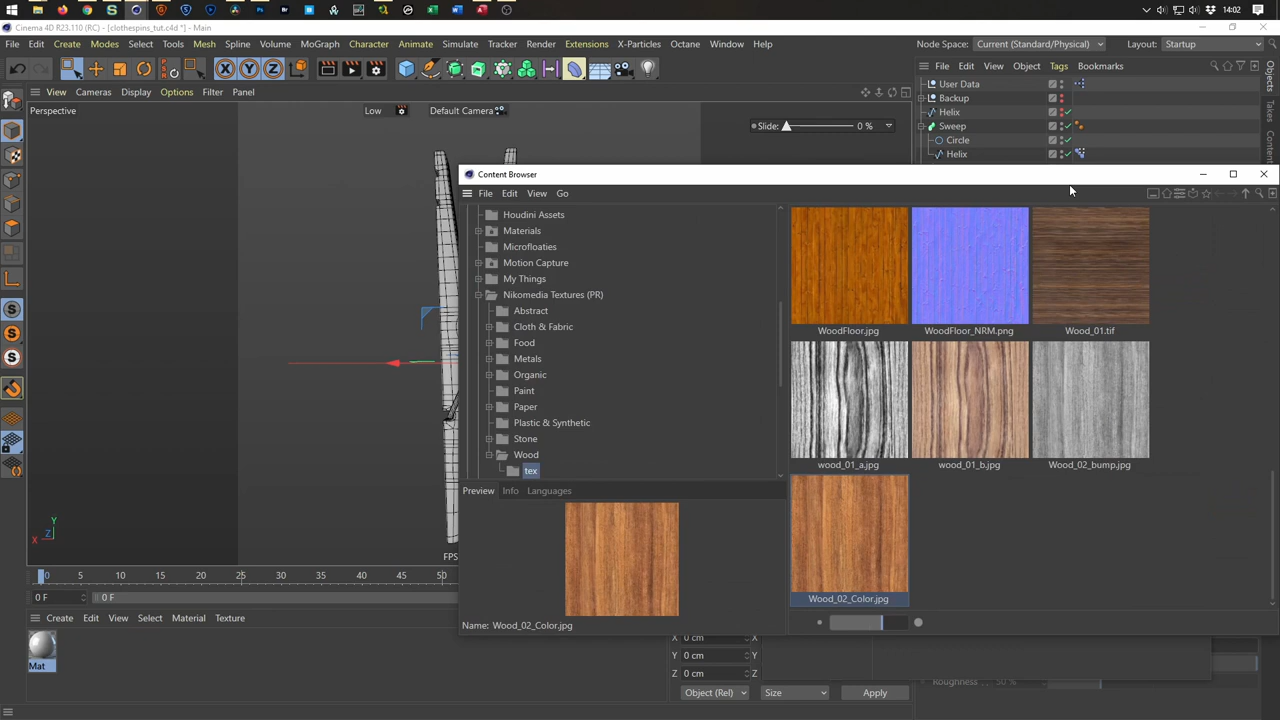 14:02
Cinema 4D R23.110 (RC) - [clothespins_tut.c4d *] - Main
File Edit Create Modes Select Tools Mesh Spline Volume MoGraph Character Animate Simulate Tracker Render Extensions X-Particles Octane Window Help
Node Space: Current (Standard/Physical) Layout: Startup
File Edit View Object Tags Bookmarks
View Cameras Display Options Filter Panel
Perspective Low Default Camera
Slide: 0 %
User Data
Backup
Helix
Sweep
Circle
Helix
Objects
Takes
Content
Content Browser
File Edit View Go
Houdini Assets
Materials
Microfloaties
Motion Capture
My Things
Nikomedia Textures (PR)
Abstract
Cloth & Fabric
Food
Metals
Organic
Paint
Paper
Plastic & Synthetic
Stone
Wood
tex
WoodFloor.jpg WoodFloor_NRM.png Wood_01.tif
wood_01_a.jpg wood_01_b.jpg Wood_02_bump.jpg
Wood_02_Color.jpg
Preview Info Languages
Name: Wood_02_Color.jpg
Y
Z
X
FPS
0 5 10 15 20 25 30 35 40 45 50
0 F 0 F
Create Edit View Select Material Texture
Mat
X 0 cm X
Y 0 cm Y
Z 0 cm Z
Object (Rel) Size Apply
Roughness 50 %